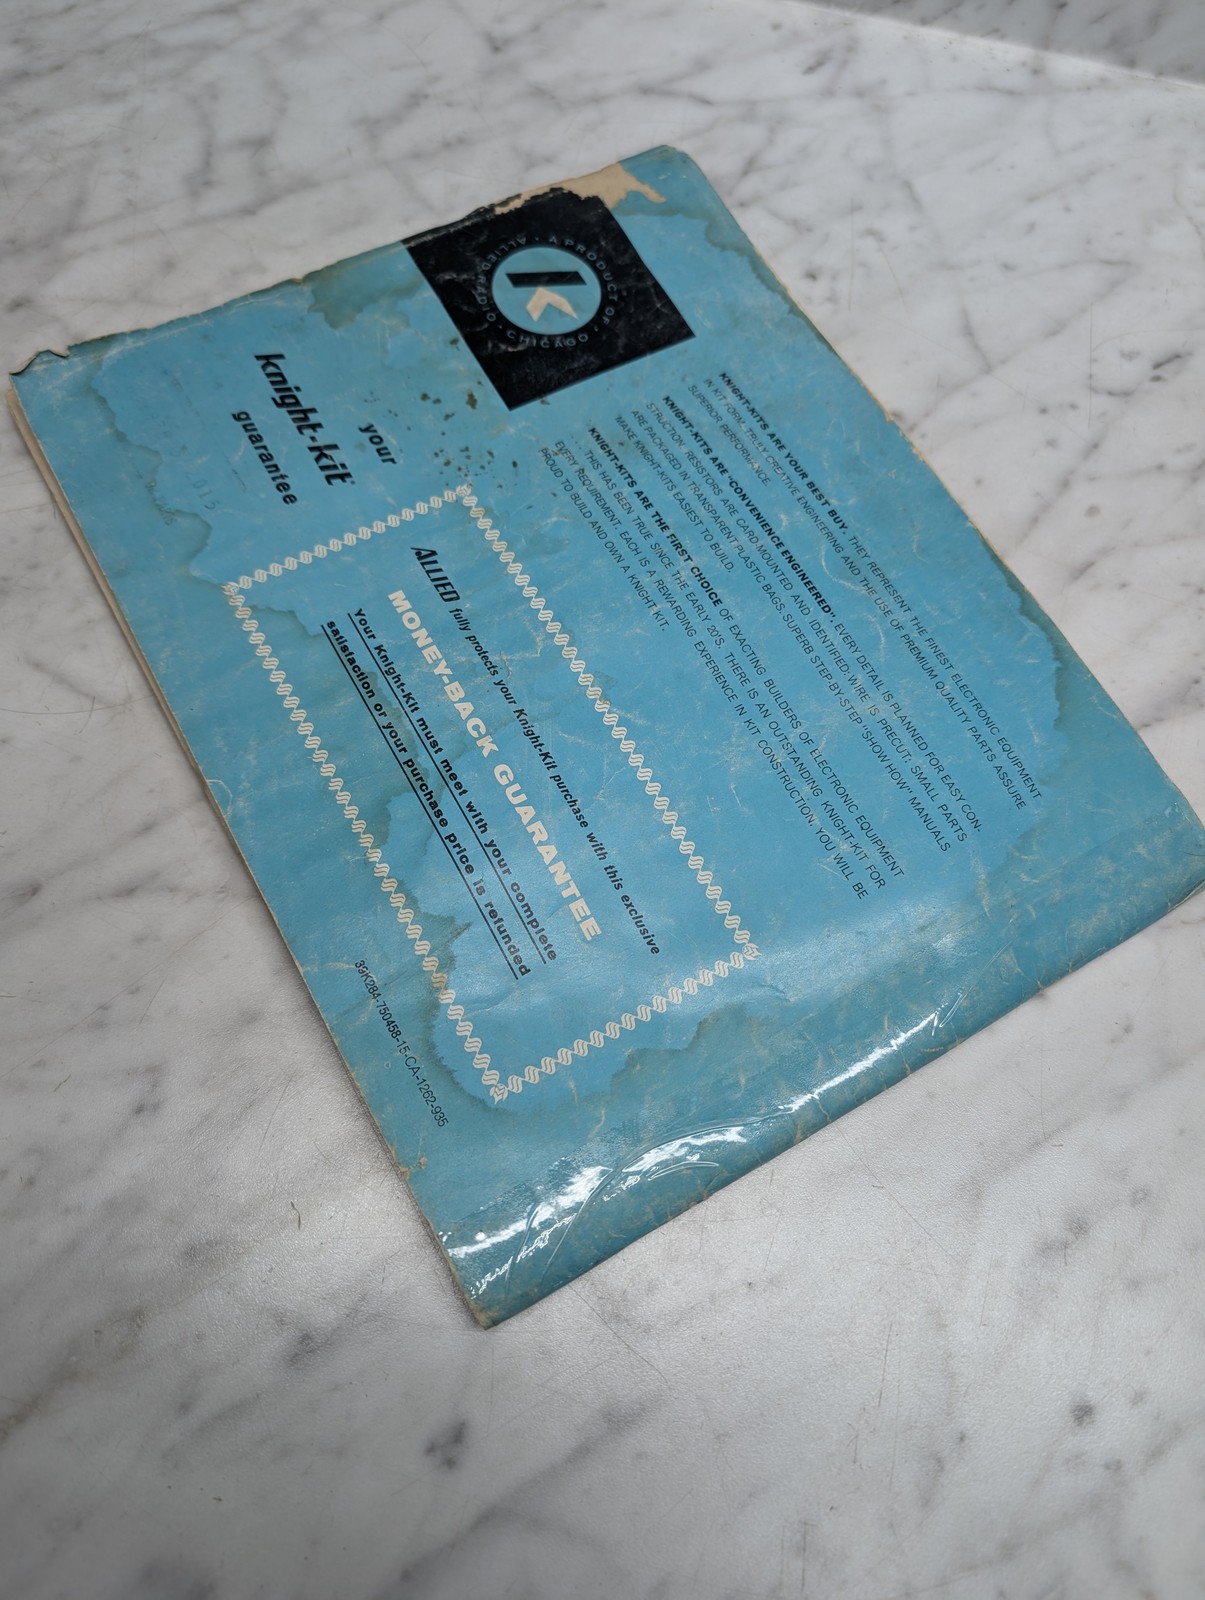 A PRODUCT OF • ALLIED RADIO • CHICAGO •
K
KNIGHT-KITS ARE YOUR BEST BUY. THEY REPRESENT THE FINEST ELECTRONIC EQUIPMENT
IN KIT FORM. TRULY CREATIVE ENGINEERING AND THE USE OF PREMIUM QUALITY PARTS ASSURE
SUPERIOR PERFORMANCE.
KNIGHT-KITS ARE "CONVENIENCE ENGINEERED". EVERY DETAIL IS PLANNED FOR EASY CON-
STRUCTION. RESISTORS ARE CARD-MOUNTED AND IDENTIFIED; WIRE IS PRECUT; SMALL PARTS
ARE PACKAGED IN TRANSPARENT PLASTIC BAGS. SUPERB STEP-BY-STEP "SHOW HOW" MANUALS
MAKE KNIGHT-KITS EASIEST TO BUILD.
KNIGHT-KITS ARE THE FIRST CHOICE OF EXACTING BUILDERS OF ELECTRONIC EQUIPMENT
. . . THIS HAS BEEN TRUE SINCE THE EARLY 20'S. THERE IS AN OUTSTANDING KNIGHT-KIT FOR
EVERY REQUIREMENT. EACH IS A REWARDING EXPERIENCE IN KIT CONSTRUCTION. YOU WILL BE
PROUD TO BUILD AND OWN A KNIGHT KIT.
your
knight-kit
guarantee
ALLIED fully protects your Knight-Kit purchase with this exclusive
MONEY-BACK GUARANTEE
Your Knight-Kit must meet with your complete
satisfaction or your purchase price is refunded
39K284-750458-15-CA-1262-935